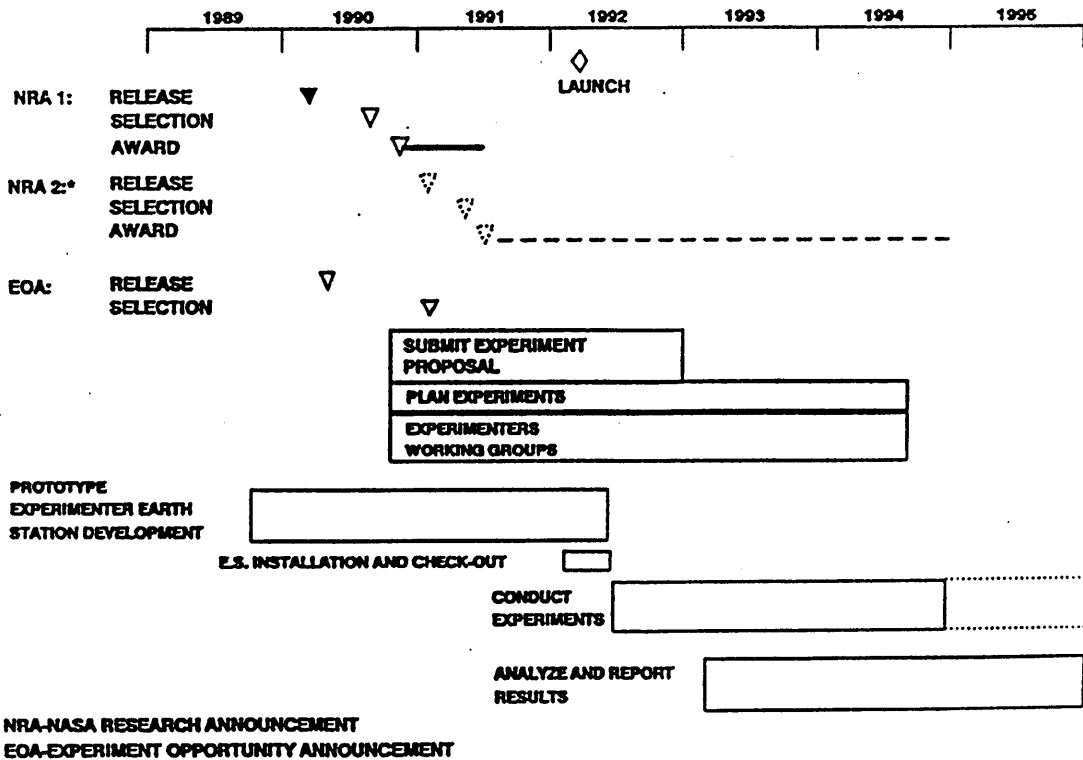 1989 1990 1991 1992 1993 1994 1995
LAUNCH
NRA 1: RELEASE
SELECTION
AWARD
NRA 2:* RELEASE
SELECTION
AWARD
EOA: RELEASE
SELECTION
SUBMIT EXPERIMENT
PROPOSAL
PLAN EXPERIMENTS
EXPERIMENTERS
WORKING GROUPS
PROTOTYPE
EXPERIMENTER EARTH
STATION DEVELOPMENT
E.S. INSTALLATION AND CHECK-OUT
CONDUCT
EXPERIMENTS
ANALYZE AND REPORT
RESULTS
NRA-NASA RESEARCH ANNOUNCEMENT
EOA-EXPERIMENT OPPORTUNITY ANNOUNCEMENT